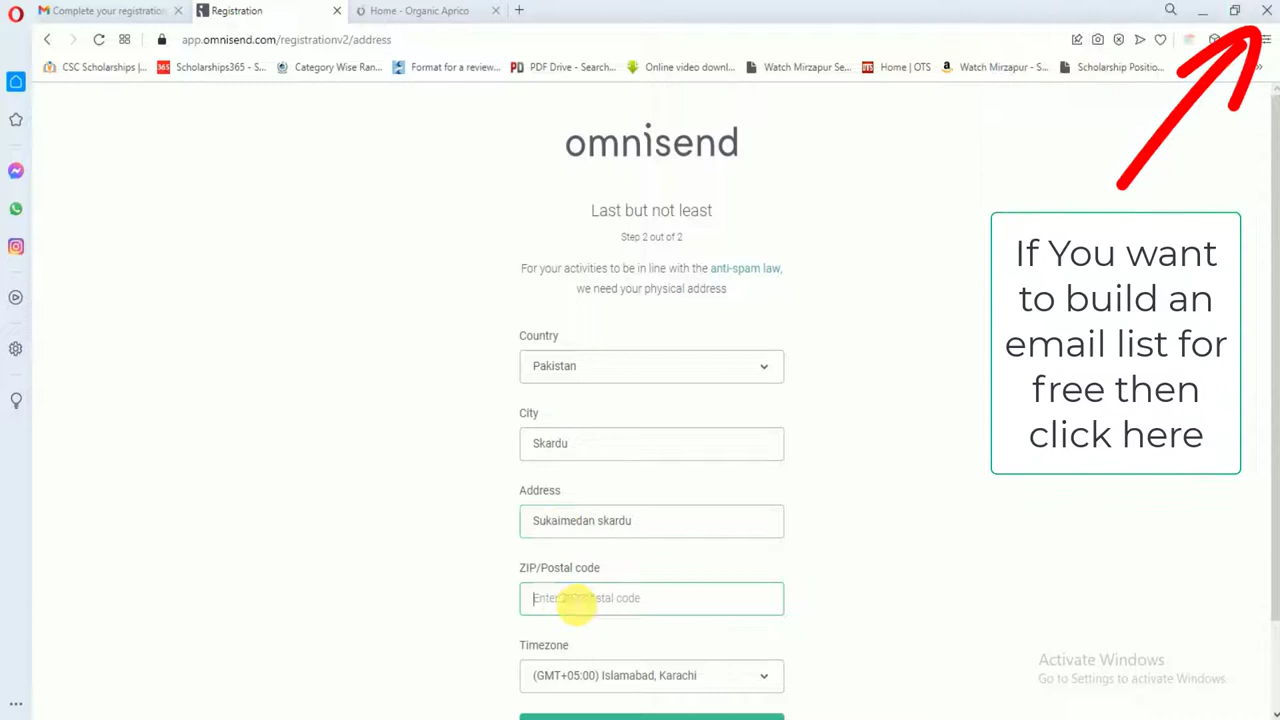 Complete your registration
Registration
Home - Organic Aprico
app.omnisend.com/registrationv2/address
CSC Scholarships |...
Scholarships365 - S...
Category Wise Ran...
Format for a review...
PDF Drive - Search...
Online video downl...
Watch Mirzapur Se...
Home | OTS
Watch Mirzapur - S...
Scholarship Positio...
omnisend
Last but not least
Step 2 out of 2
For your activities to be in line with the anti-spam law,
we need your physical address
Country
Pakistan
City
Skardu
Address
Sukaimedan skardu
ZIP/Postal code
Enter ZIP/Postal code
Timezone
(GMT+05:00) Islamabad, Karachi
If You want
to build an
email list for
free then
click here
Activate Windows
Go to Settings to activate Windows.